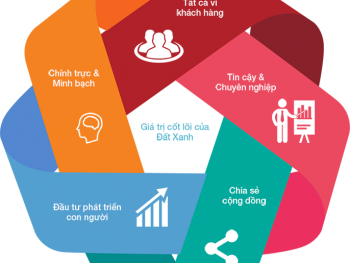 Tất cả vì
khách hàng
Chính trực &
Minh bạch
Tin cậy &
Chuyên nghiệp
Giá trị cốt lõi của
Đất Xanh
Đầu tư phát triển
con người
Chia sẻ
cộng đồng